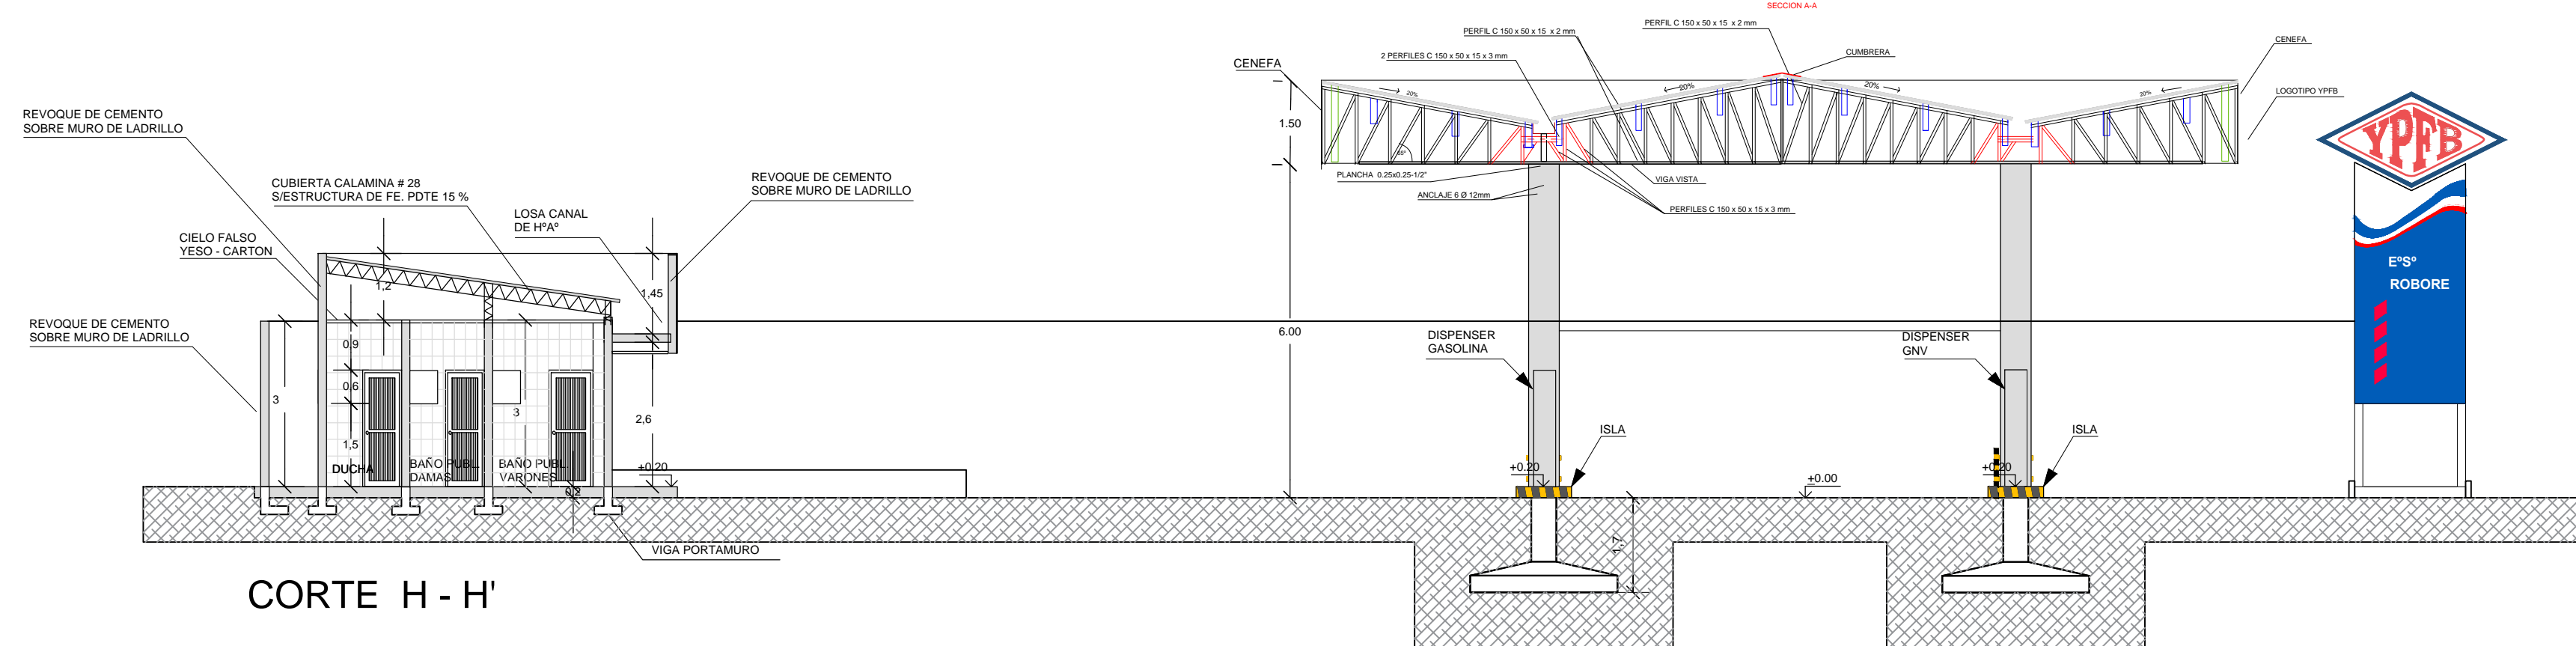 SECCION A-A
PERFIL C 150 x 50 x 15 x 2 mm
PERFIL C 150 x 50 x 15 x 2 mm
2 PERFILES C 150 x 50 x 15 x 3 mm
CUMBRERA
CENEFA
CENEFA
LOGOTIPO YPFB
20%
20%
20%
20%
1.50
65°
PLANCHA 0.25x0.25-1/2"
ANCLAJE 6 Ø 12mm
VIGA VISTA
PERFILES C 150 x 50 x 15 x 3 mm
YPFB
EºSº
ROBORE
REVOQUE DE CEMENTO
SOBRE MURO DE LADRILLO
CUBIERTA CALAMINA # 28
S/ESTRUCTURA DE FE. PDTE 15 %
REVOQUE DE CEMENTO
SOBRE MURO DE LADRILLO
LOSA CANAL
DE HºAº
CIELO FALSO
YESO - CARTON
1,2
1,45
REVOQUE DE CEMENTO
SOBRE MURO DE LADRILLO
6.00
0,9
0,6
3
3
1,5
2,6
DISPENSER
GASOLINA
DISPENSER
GNV
ISLA
ISLA
DUCHA
BAÑO PUBL.
DAMAS
BAÑO PUBL.
VARONES
+0.20
0,2
+0.20
+0.00
+0.20
1,7
VIGA PORTAMURO
CORTE H - H'